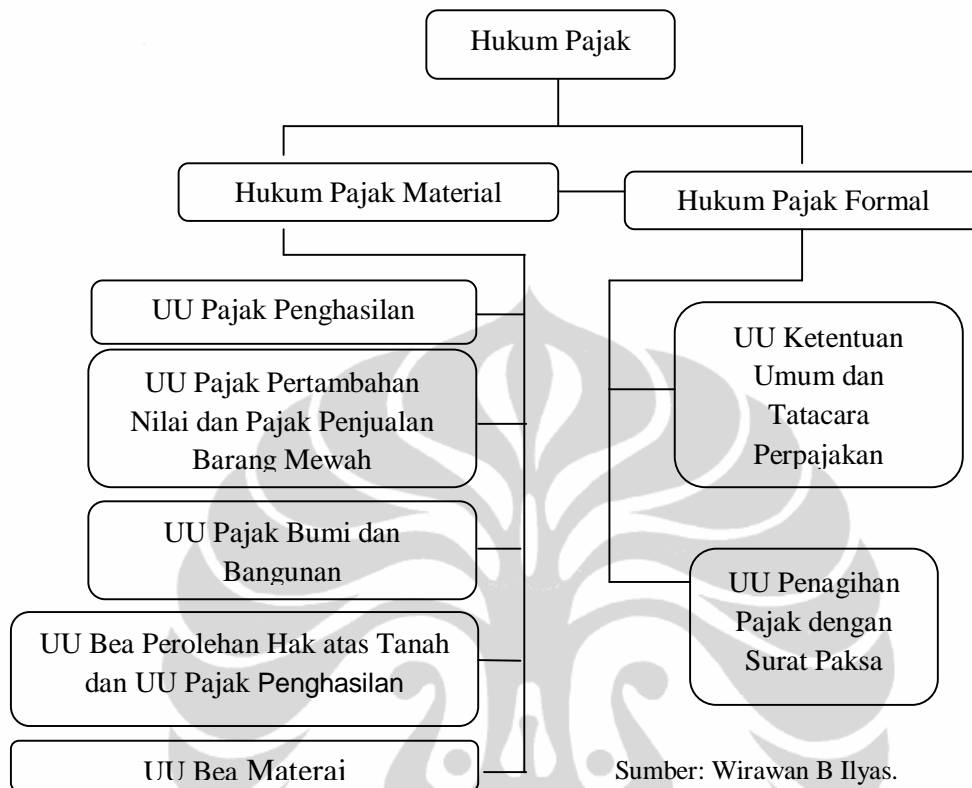 Hukum Pajak
Hukum Pajak Material
Hukum Pajak Formal
UU Pajak Penghasilan
UU Pajak Pertambahan
Nilai dan Pajak Penjualan
Barang Mewah
UU Pajak Bumi dan
Bangunan
UU Bea Perolehan Hak atas Tanah
dan UU Pajak Penghasilan
UU Bea Materai
UU Ketentuan
Umum dan
Tatacara
Perpajakan
UU Penagihan
Pajak dengan
Surat Paksa
Sumber: Wirawan B Ilyas.